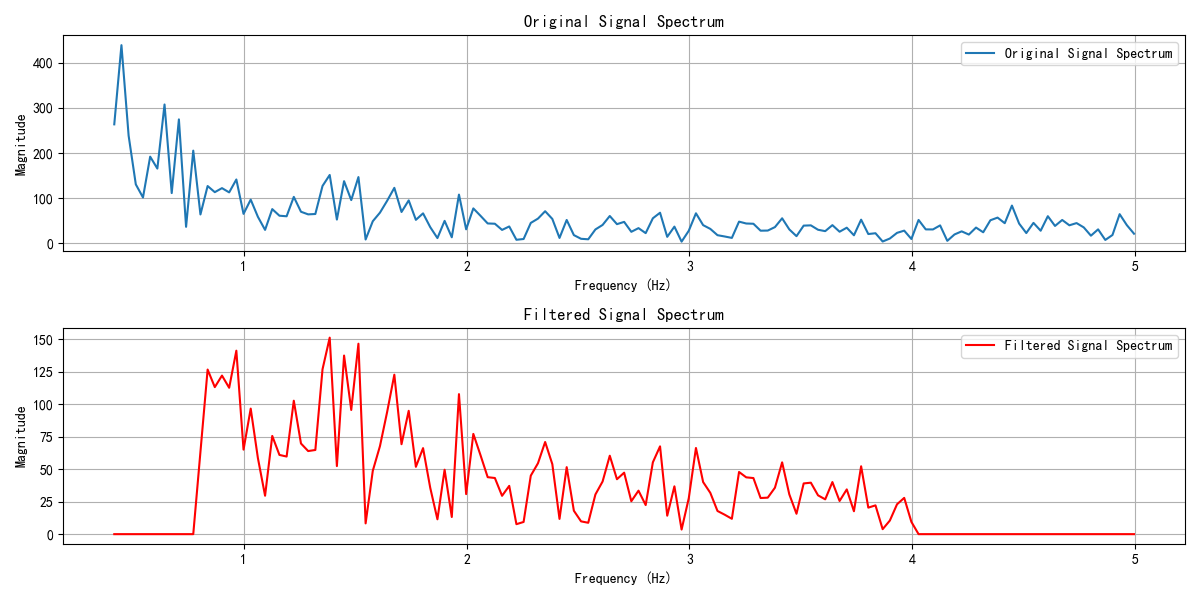 Original Signal Spectrum
Original Signal Spectrum
400
300
200
100
0
Magnitude
1 2 3 4 5
Frequency (Hz)
Filtered Signal Spectrum
Filtered Signal Spectrum
150
125
100
75
50
25
0
Magnitude
1 2 3 4 5
Frequency (Hz)